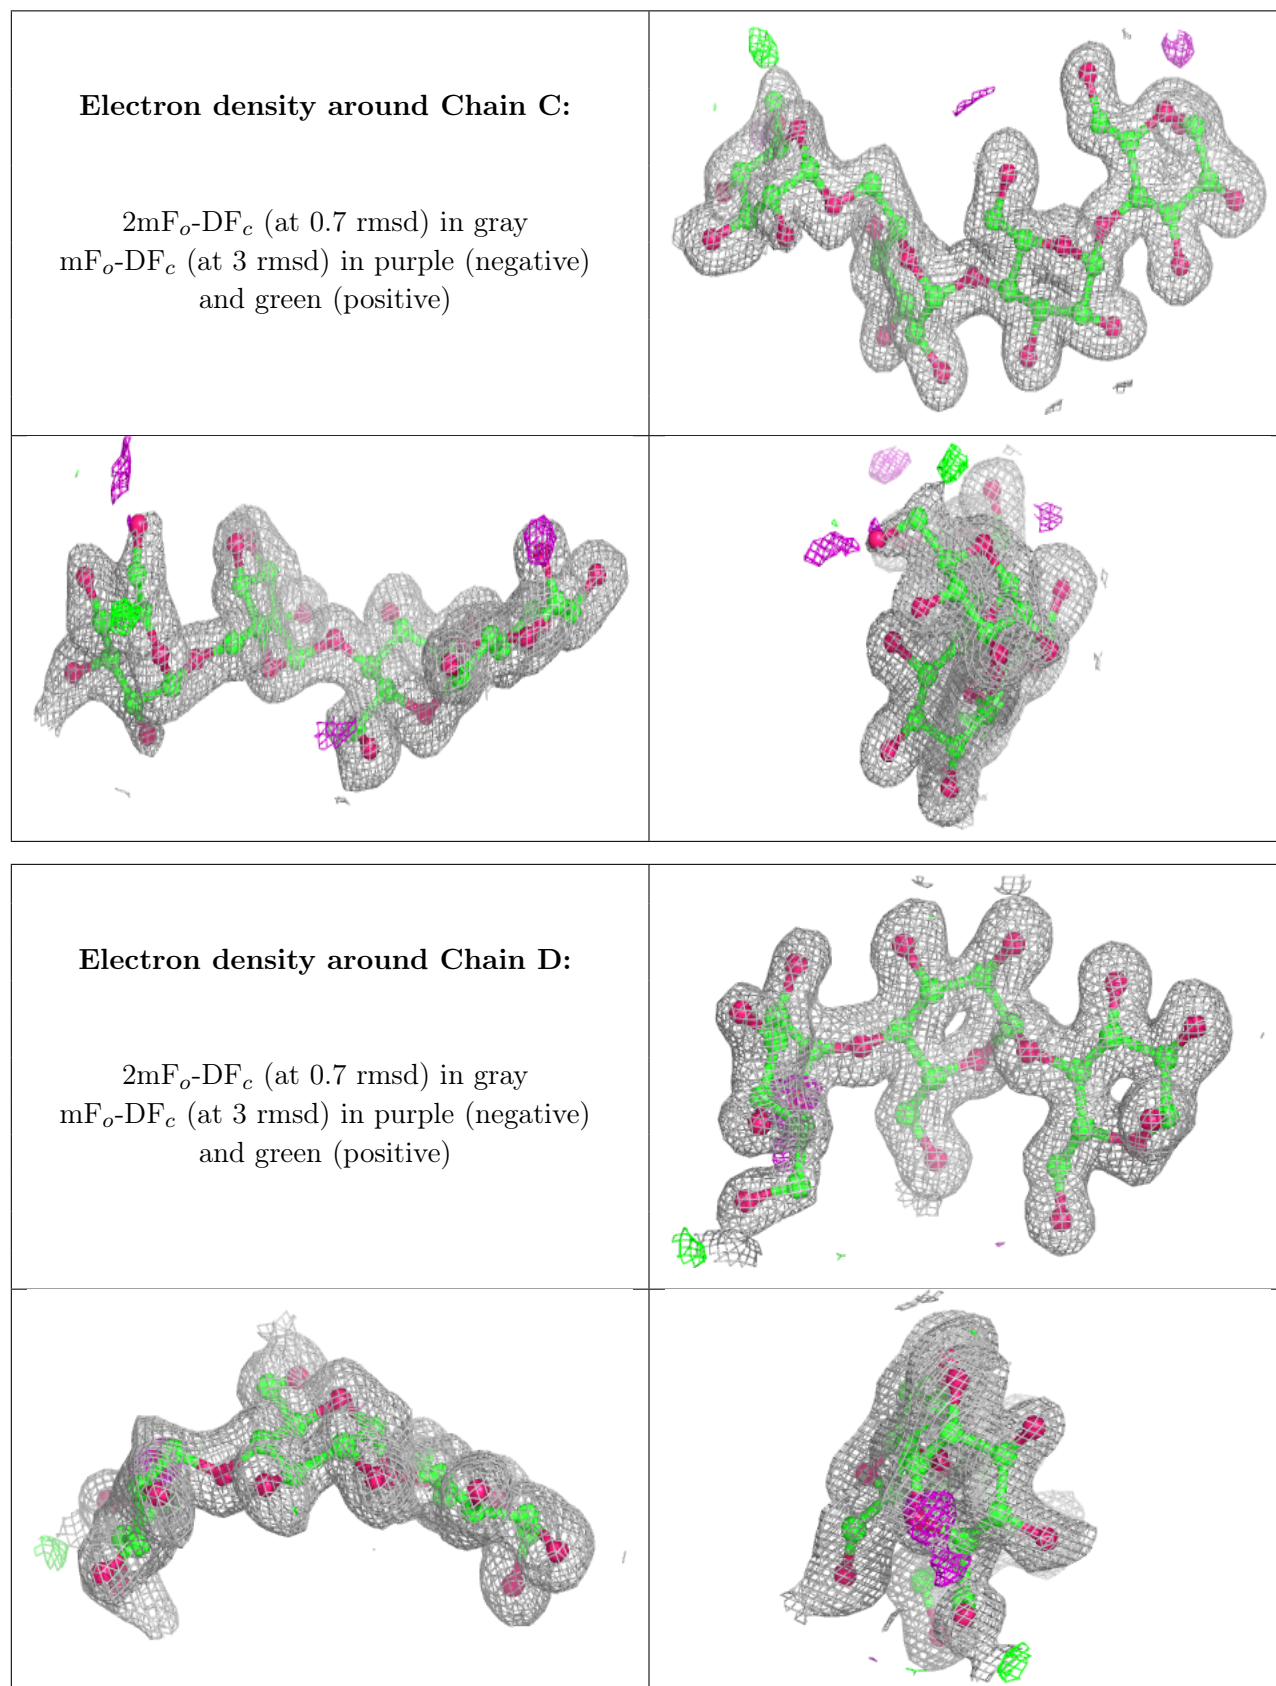 Electron density around Chain C:
2mFo-DFc (at 0.7 rmsd) in gray
mFo-DFc (at 3 rmsd) in purple (negative)
and green (positive)
Electron density around Chain D:
2mFo-DFc (at 0.7 rmsd) in gray
mFo-DFc (at 3 rmsd) in purple (negative)
and green (positive)